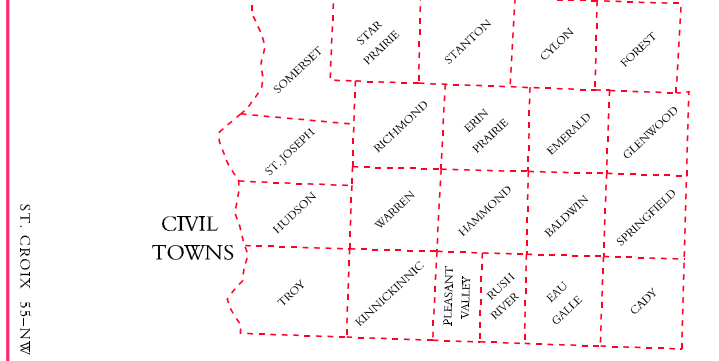 STAR
PRAIRIE
STANTON
CYLON
FOREST
SOMERSET
RICHMOND
ERIN
PRAIRIE
EMERALD
GLENWOOD
ST. JOSEPH
HUDSON
WARREN
HAMMOND
BALDWIN
SPRINGFIELD
CIVIL
TOWNS
TROY
KINNICKINNIC
PLEASANT
VALLEY
RUSH
RIVER
EAU
GALLE
CADY
ST. CROIX 55–NW